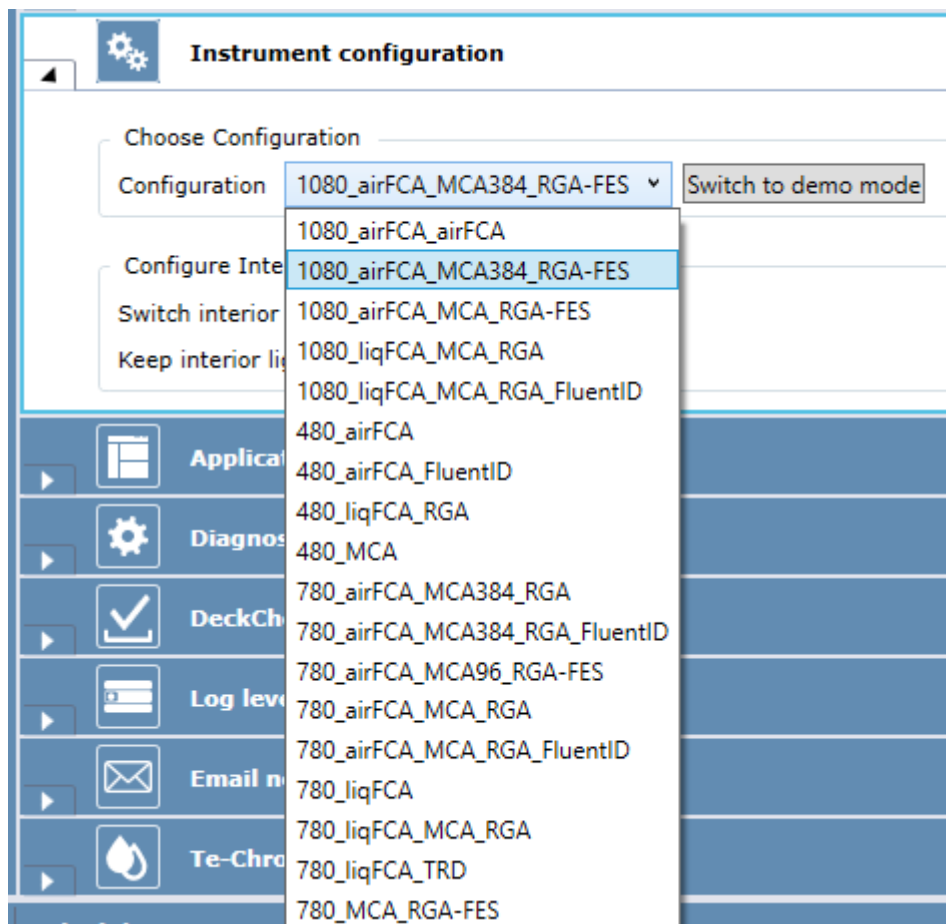 Instrument configuration
Choose Configuration
Configuration 1080_airFCA_MCA384_RGA-FES Switch to demo mode
1080_airFCA_airFCA
Configure Inte
1080_airFCA_MCA384_RGA-FES
Switch interior
1080_airFCA_MCA_RGA-FES
1080_liqFCA_MCA_RGA
Keep interior lig
1080_liqFCA_MCA_RGA_FluentID
480_airFCA
Applicat
480_airFCA_FluentID
480_liqFCA_RGA
Diagnos
480_MCA
780_airFCA_MCA384_RGA
DeckCh
780_airFCA_MCA384_RGA_FluentID
780_airFCA_MCA96_RGA-FES
Log leve
780_airFCA_MCA_RGA
780_airFCA_MCA_RGA_FluentID
Email n
780_liqFCA
780_liqFCA_MCA_RGA
Te-Chro
780_liqFCA_TRD
780_MCA_RGA-FES